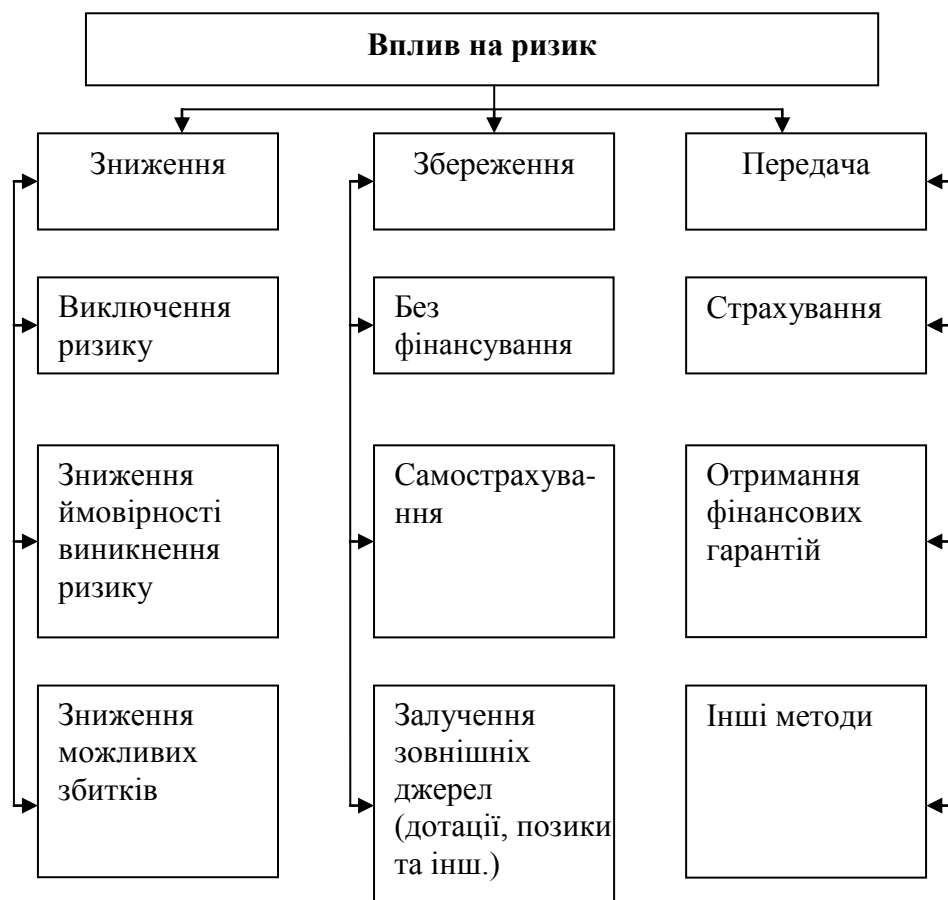 Вплив на ризик
Зниження
Збереження
Передача
Виключення
ризику
Без
фінансування
Страхування
Зниження
ймовірності
виникнення
ризику
Самострахува-
ння
Отримання
фінансових
гарантій
Зниження
можливих
збитків
Залучення
зовнішніх
джерел
(дотації, позики
та інш.)
Інші методи